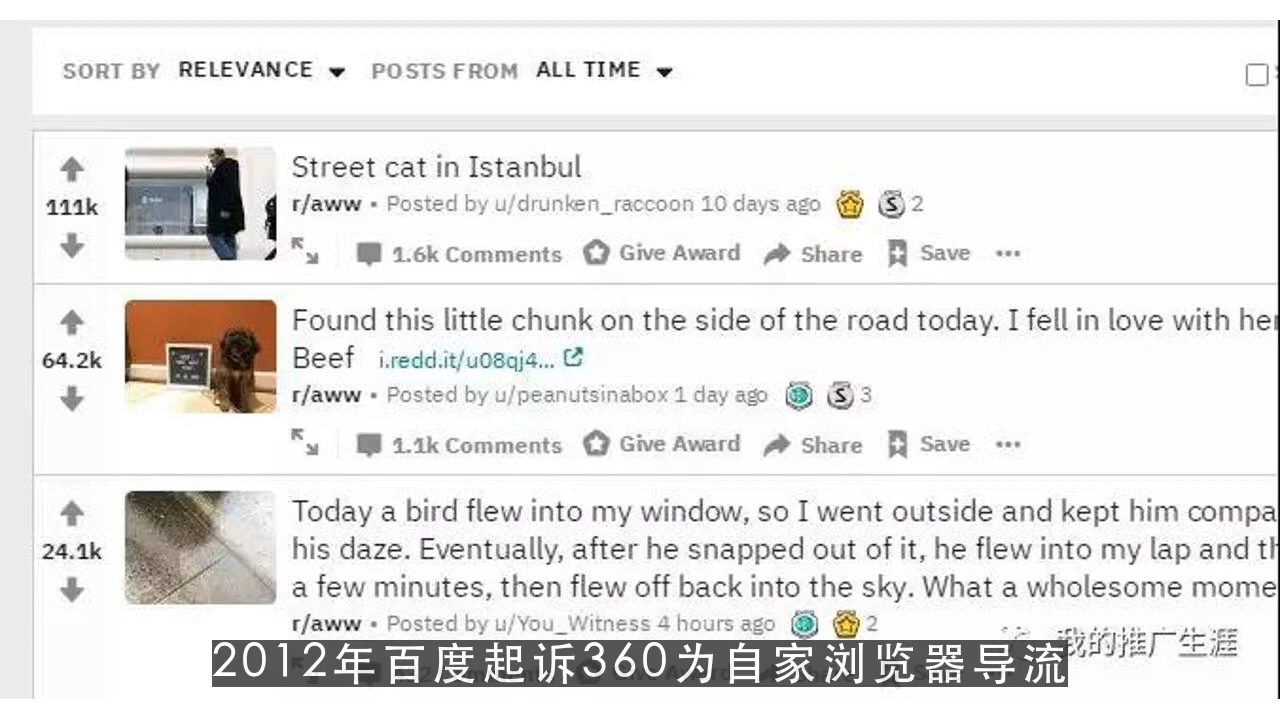 SORT BY RELEVANCE POSTS FROM ALL TIME
Street cat in Istanbul
111k
r/aww • Posted by u/drunken_raccoon 10 days ago 2
1.6k Comments Give Award Share Save ...
Found this little chunk on the side of the road today. I fell in love with her
64.2k
Beef i.redd.it/u08qj4...
r/aww • Posted by u/peanutsinabox 1 day ago 3
1.1k Comments Give Award Share Save ...
Today a bird flew into my window, so I went outside and kept him compa
24.1k
his daze. Eventually, after he snapped out of it, he flew into my lap and th
a few minutes, then flew off back into the sky. What a wholesome mome
r/aww • Posted by u/You_Witness 4 hours ago 2
我的推广生涯
2012年百度起诉360为自家浏览器导流